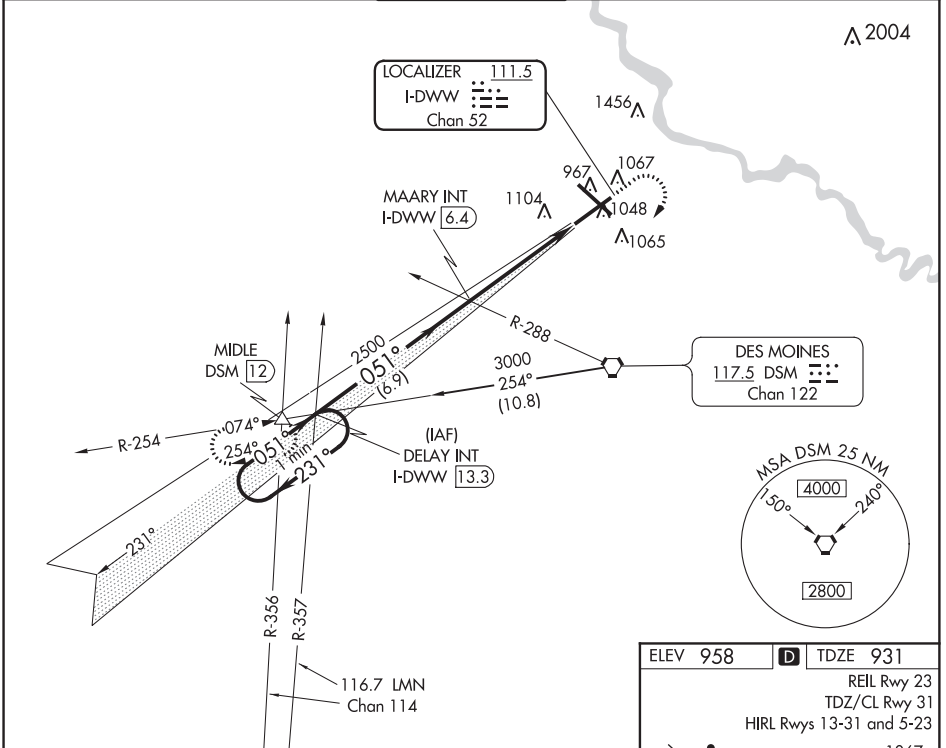 2004
LOCALIZER 111.5
I-DWW
Chan 52
1456
967
1067
1104
1048
1065
MAARY INT
I-DWW 6.4
R-288
2500
051°
(6.9)
3000
254°
(10.8)
DES MOINES
117.5 DSM
Chan 122
MIDLE
DSM 12
R-254
074°
254°
051°
1 min
231°
(IAF)
DELAY INT
I-DWW 13.3
231°
MSA DSM 25 NM
4000
150°
240°
2800
R-356
R-357
116.7 LMN
Chan 114
ELEV 958 D TDZE 931
REIL Rwy 23
TDZ/CL Rwy 31
HIRL Rwys 13-31 and 5-23